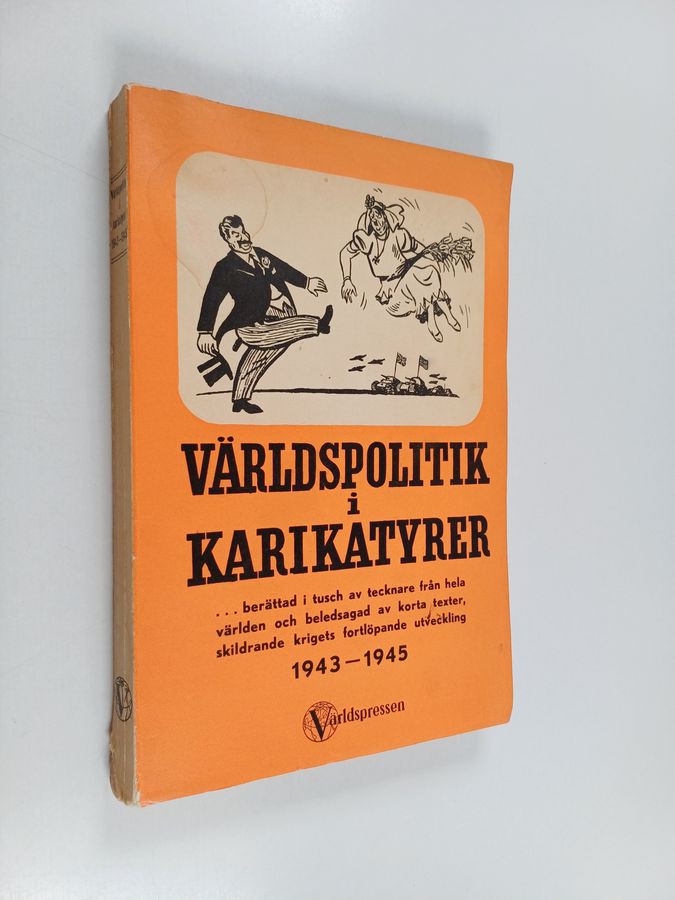 VÄRLDSPOLITIK
i
KARIKATYRER
... berättad i tusch av tecknare från hela
världen och beledsagad av korta texter,
skildrande krigets fortlöpande utveckling
1943—1945
Världspressen